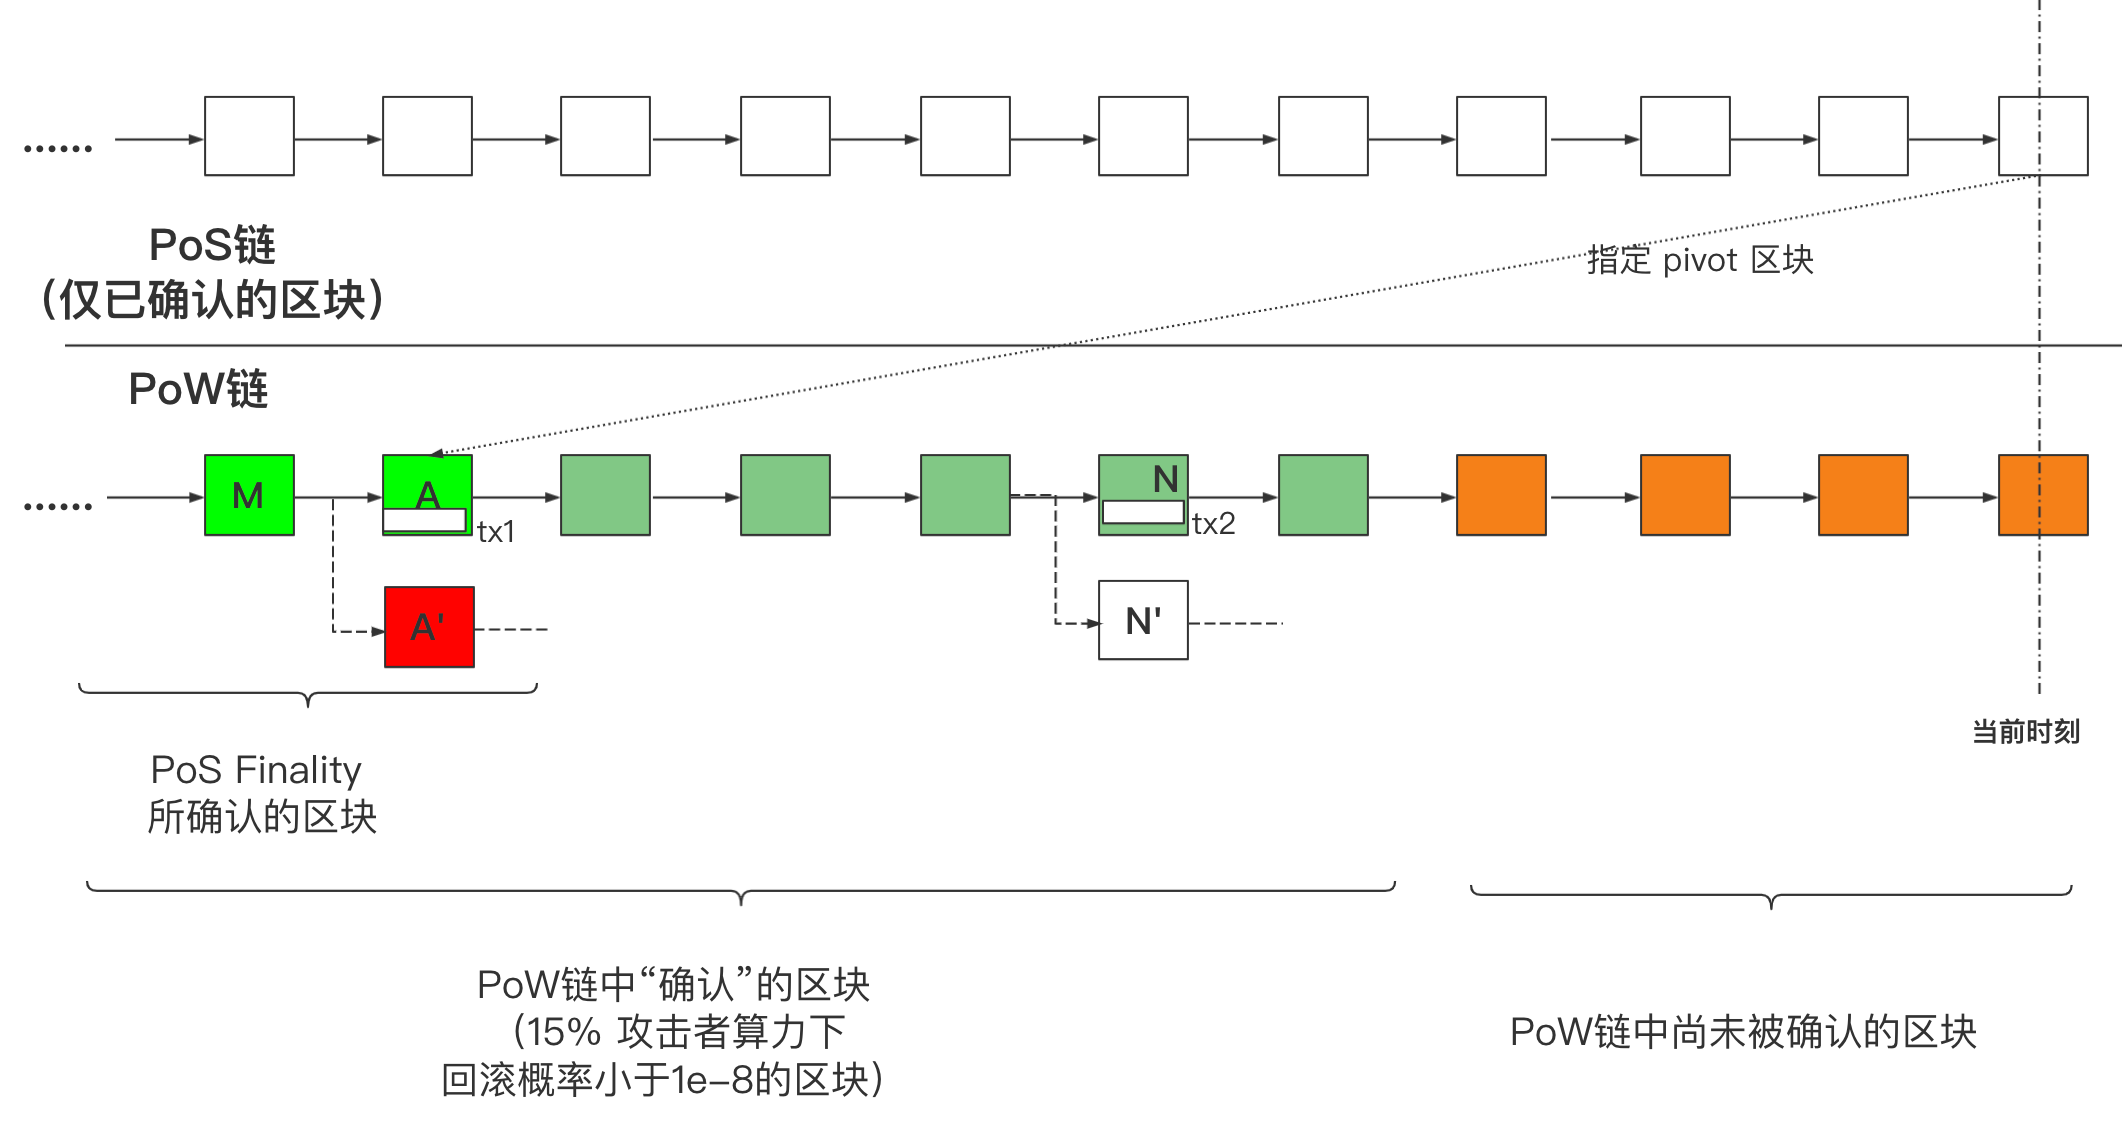 ......
PoS链
（仅已确认的区块）
指定 pivot 区块
PoW链
......
M
A
tx1
N
tx2
A'
N'
当前时刻
PoS Finality
所确认的区块
PoW链中“确认”的区块
（15% 攻击者算力下
回滚概率小于1e-8的区块）
PoW链中尚未被确认的区块